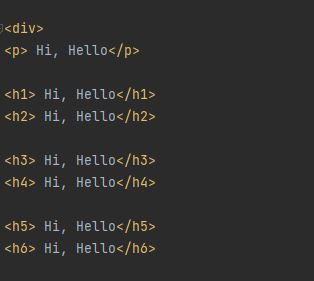 <div>
<p> Hi, Hello</p>
<h1> Hi, Hello</h1>
<h2> Hi, Hello</h2>
<h3> Hi, Hello</h3>
<h4> Hi, Hello</h4>
<h5> Hi, Hello</h5>
<h6> Hi, Hello</h6>